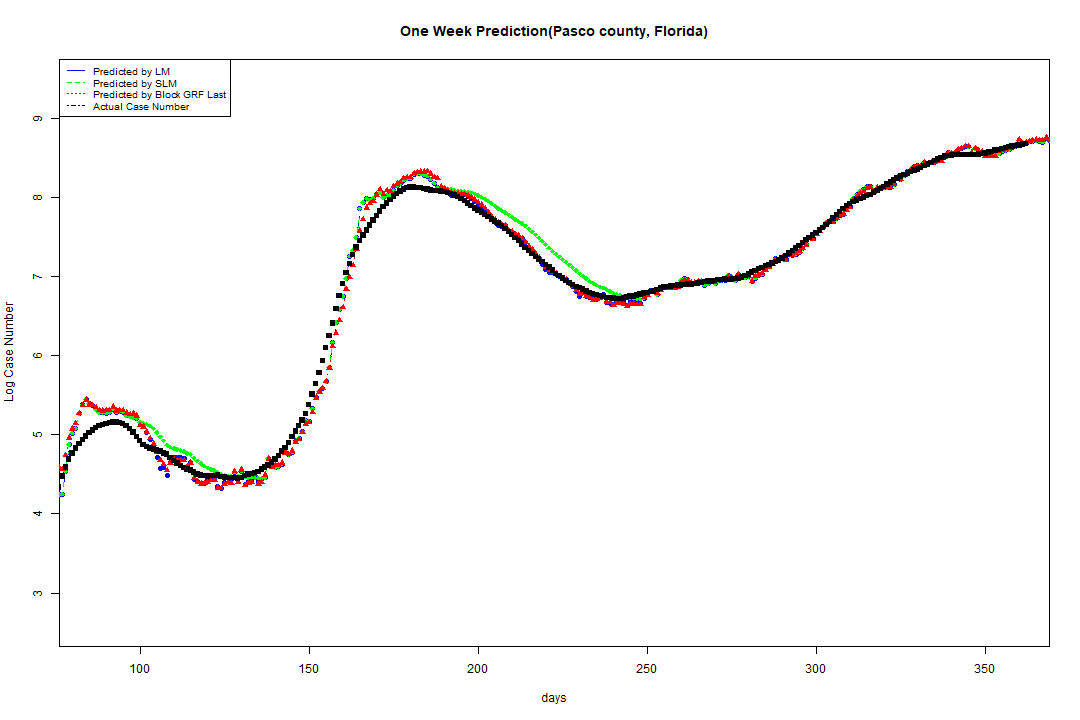 One Week Prediction(Pasco county, Florida)
Predicted by LM
Predicted by SLM
Predicted by Block GRF Last
Actual Case Number
9
8
7
6
5
4
3
Log Case Number
100 150 200 250 300 350
days